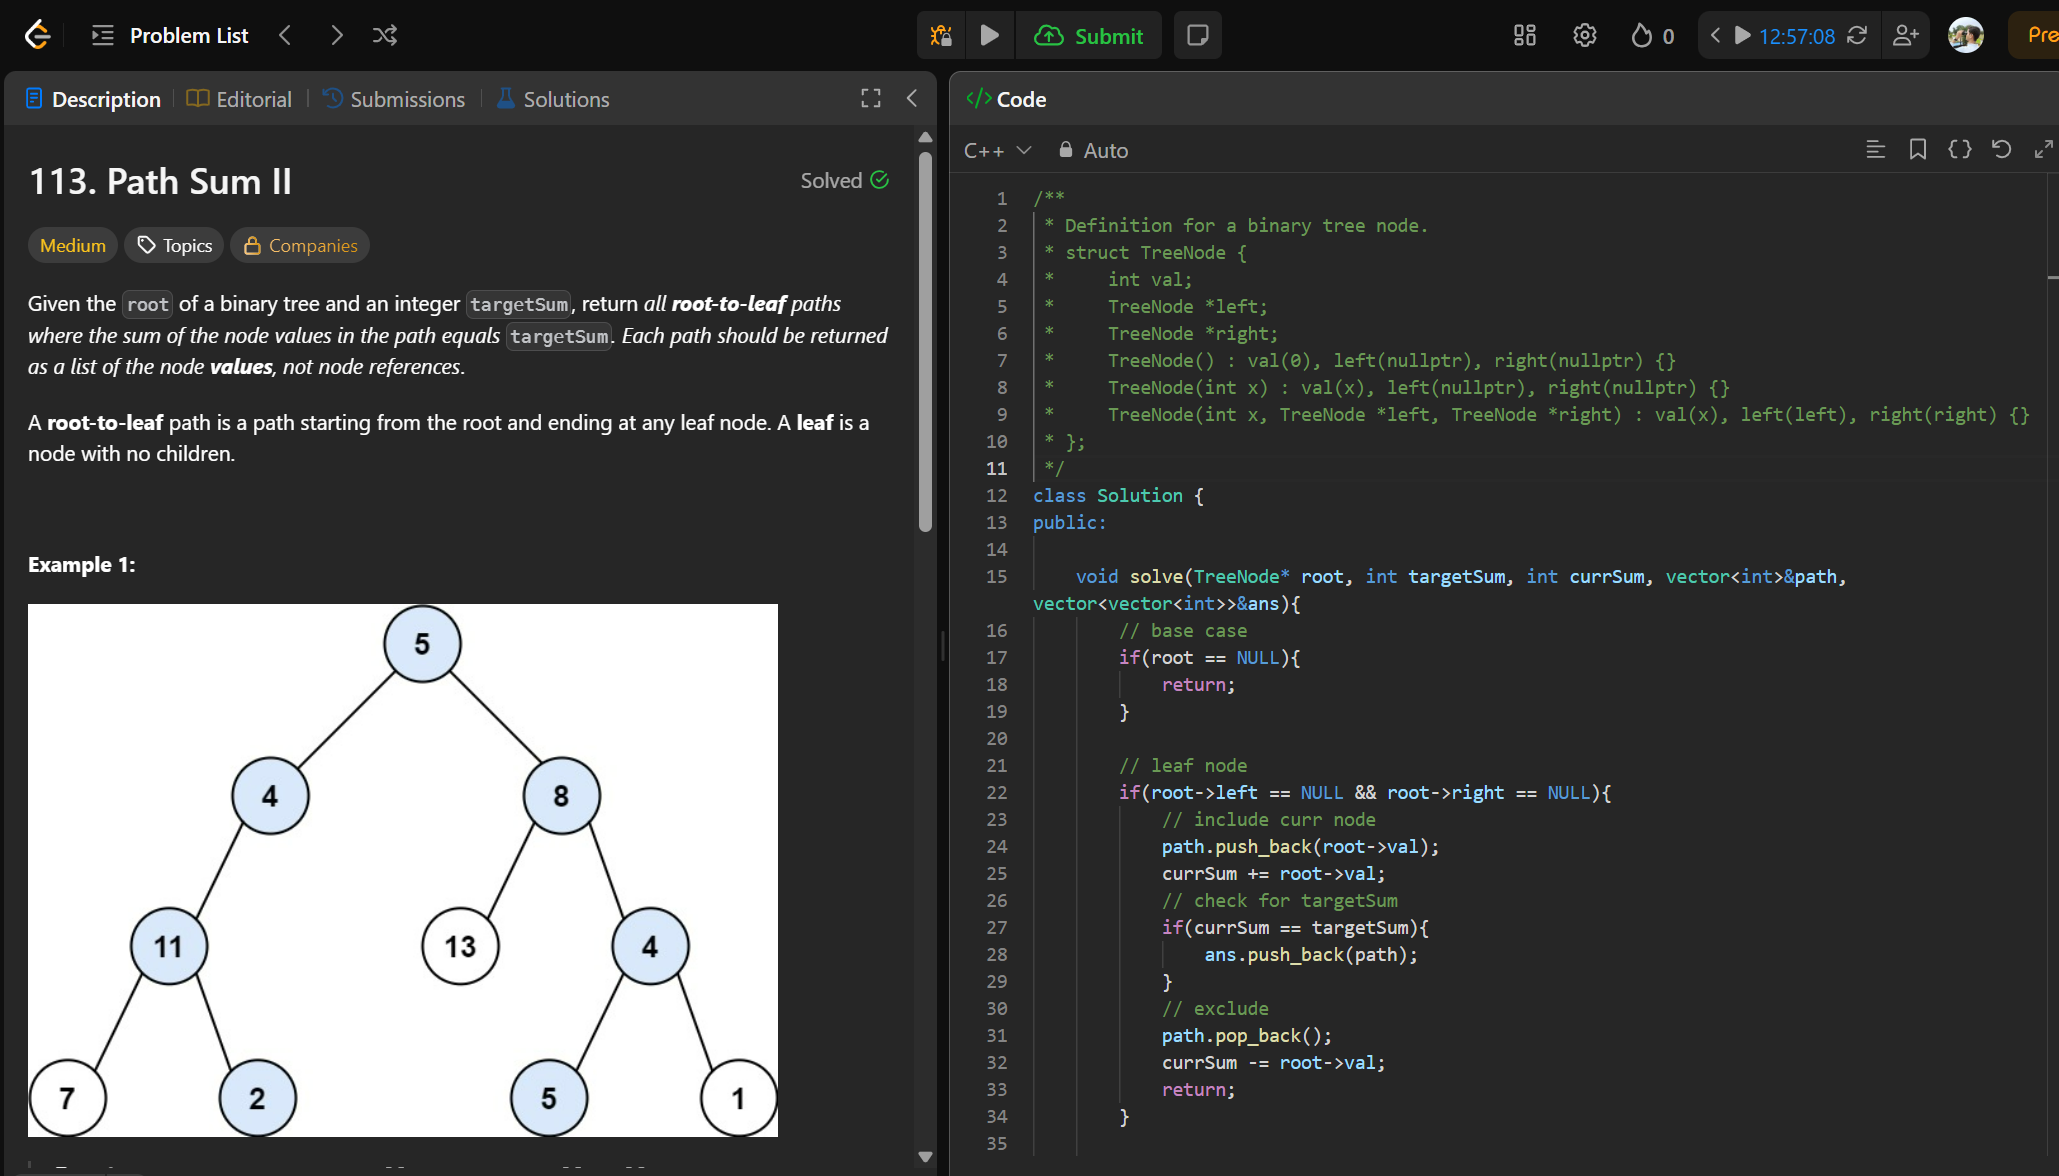 Problem List
Submit
0
12:57:08
Pre
Description
Editorial
Submissions
Solutions
113. Path Sum II
Solved
Medium
Topics
Companies
Given the root of a binary tree and an integer targetSum, return all root-to-leaf paths
where the sum of the node values in the path equals targetSum. Each path should be returned
as a list of the node values, not node references.
A root-to-leaf path is a path starting from the root and ending at any leaf node. A leaf is a
node with no children.
Example 1:
5
4
8
11
13
4
7
2
5
1
</> Code
C++
Auto
1 /**
2 * Definition for a binary tree node.
3 * struct TreeNode {
4 *     int val;
5 *     TreeNode *left;
6 *     TreeNode *right;
7 *     TreeNode() : val(0), left(nullptr), right(nullptr) {}
8 *     TreeNode(int x) : val(x), left(nullptr), right(nullptr) {}
9 *     TreeNode(int x, TreeNode *left, TreeNode *right) : val(x), left(left), right(right) {}
10 * };
11 */
12 class Solution {
13 public:
14
15     void solve(TreeNode* root, int targetSum, int currSum, vector<int>&path,
vector<vector<int>>&ans){
16         // base case
17         if(root == NULL){
18             return;
19         }
20
21         // leaf node
22         if(root->left == NULL && root->right == NULL){
23             // include curr node
24             path.push_back(root->val);
25             currSum += root->val;
26             // check for targetSum
27             if(currSum == targetSum){
28                 ans.push_back(path);
29             }
30             // exclude
31             path.pop_back();
32             currSum -= root->val;
33             return;
34         }
35